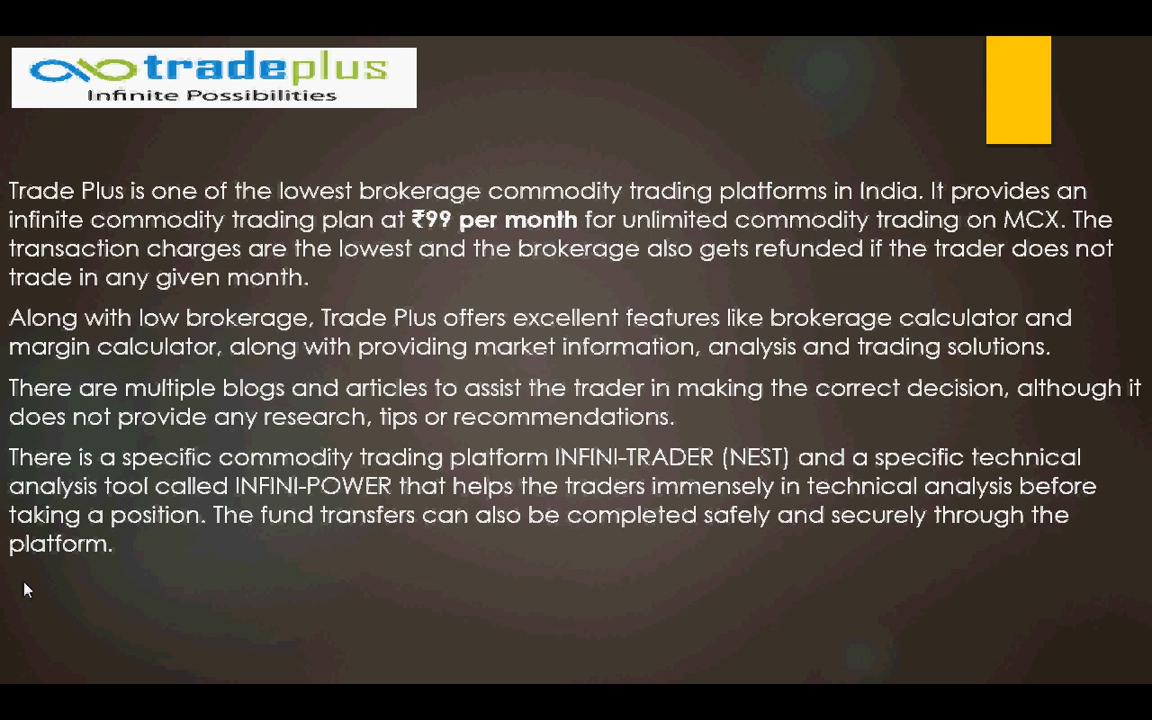 tradeplus
Infinite Possibilities
Trade Plus is one of the lowest brokerage commodity trading platforms in India. It provides an
infinite commodity trading plan at ₹99 per month for unlimited commodity trading on MCX. The
transaction charges are the lowest and the brokerage also gets refunded if the trader does not
trade in any given month.
Along with low brokerage, Trade Plus offers excellent features like brokerage calculator and
margin calculator, along with providing market information, analysis and trading solutions.
There are multiple blogs and articles to assist the trader in making the correct decision, although it
does not provide any research, tips or recommendations.
There is a specific commodity trading platform INFINI-TRADER (NEST) and a specific technical
analysis tool called INFINI-POWER that helps the traders immensely in technical analysis before
taking a position. The fund transfers can also be completed safely and securely through the
platform.